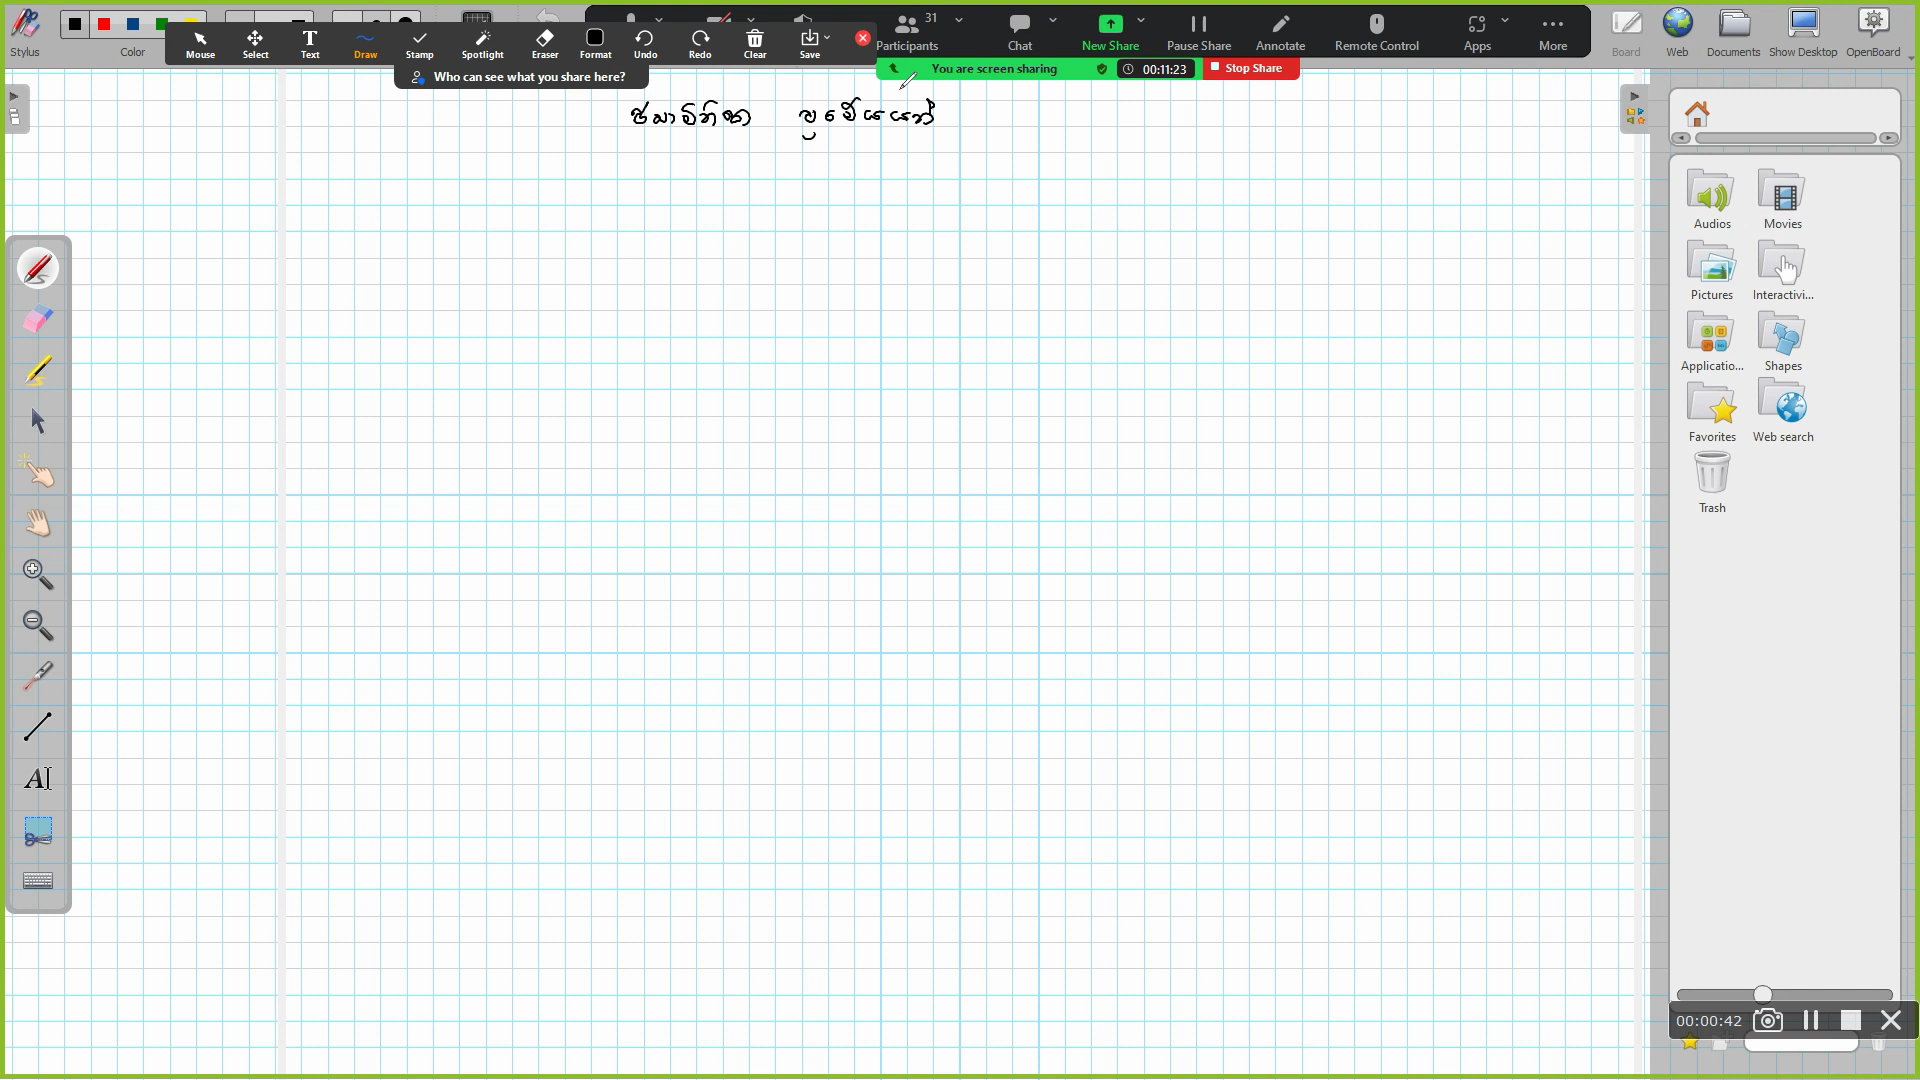 Stylus
Color
Mouse Select Text Draw Stamp Spotlight Eraser Format Undo Redo Clear Save
Who can see what you share here?
Participants 31 Chat New Share Pause Share Annotate Remote Control Apps More
You are screen sharing 00:11:23 Stop Share
Board Web Documents Show Desktop OpenBoard
ජ්‍යාමිතික ප්‍රමේයයන්
Audios Movies
Pictures Interactivi...
Applicatio... Shapes
Favorites Web search
Trash
00:00:42